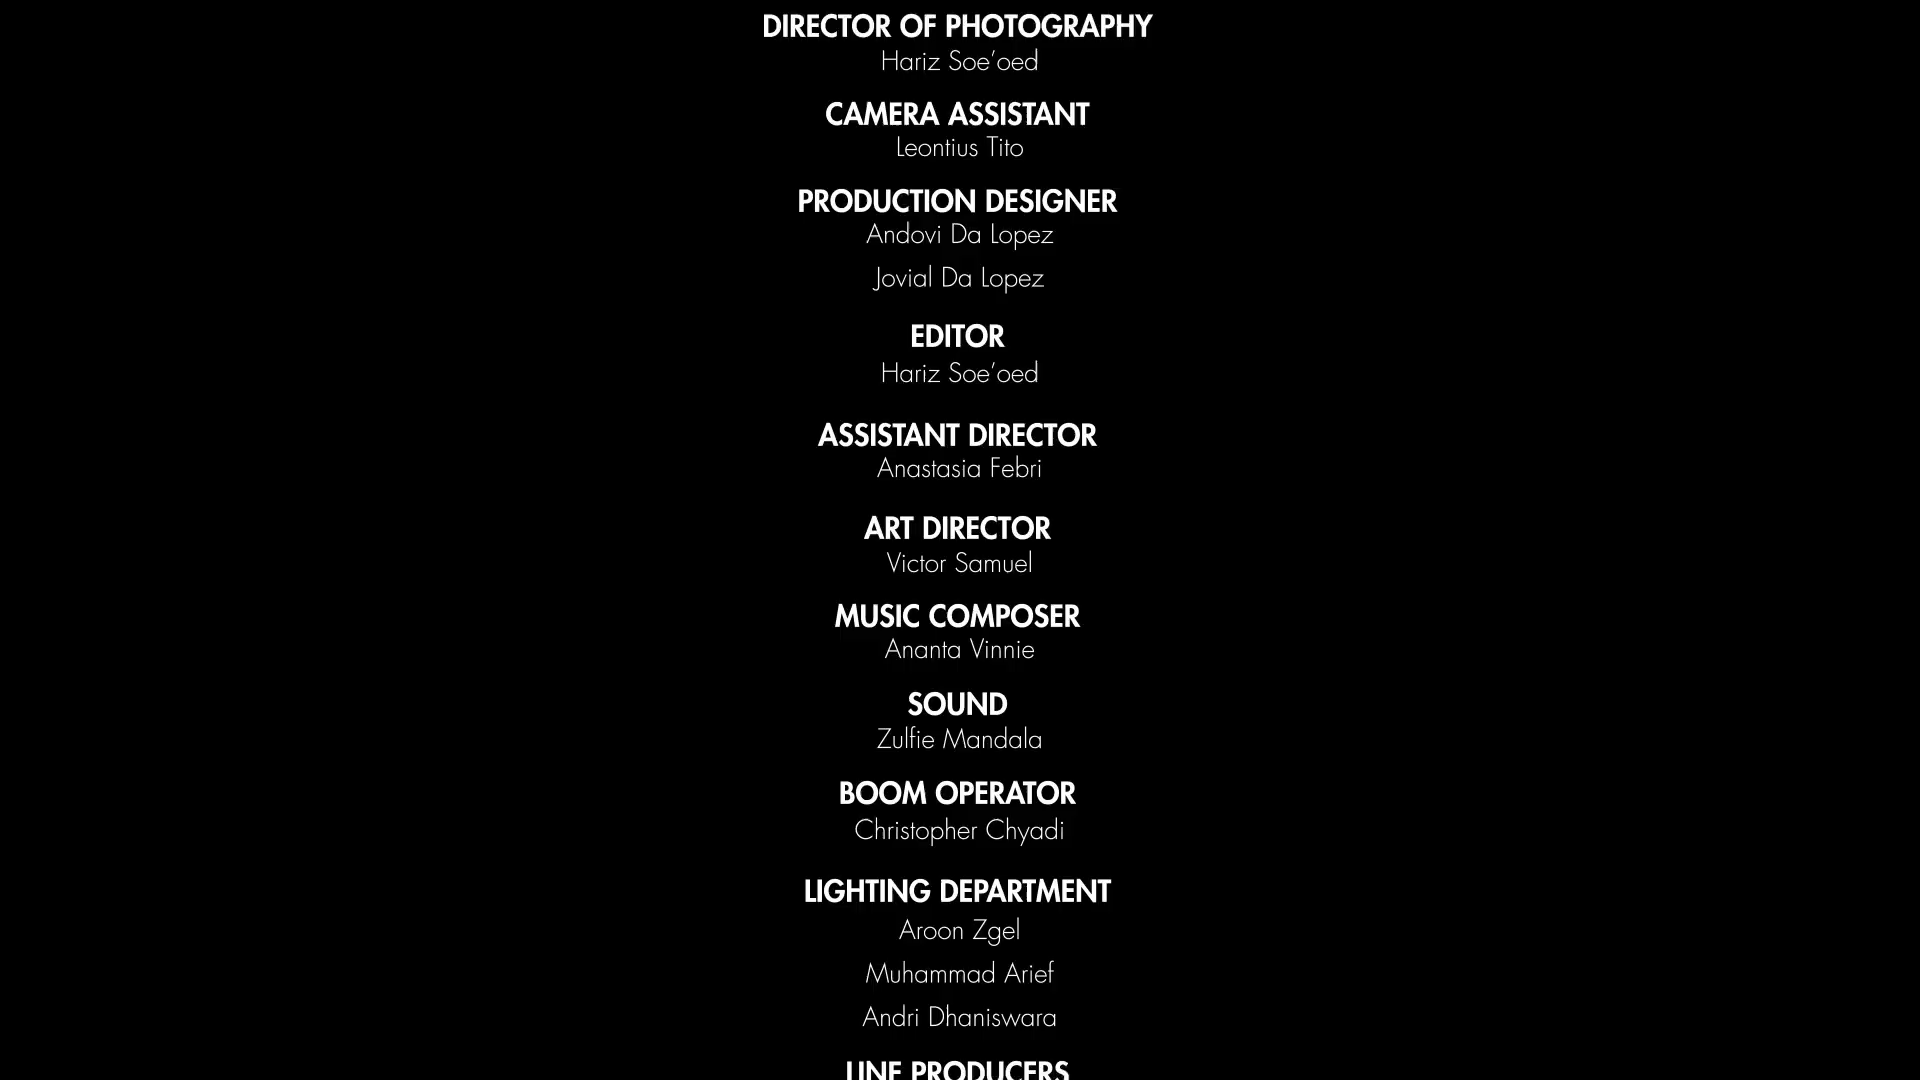 DIRECTOR OF PHOTOGRAPHY
Hariz Soe’oed
CAMERA ASSISTANT
Leontius Tito
PRODUCTION DESIGNER
Andovi Da Lopez
Jovial Da Lopez
EDITOR
Hariz Soe’oed
ASSISTANT DIRECTOR
Anastasia Febri
ART DIRECTOR
Victor Samuel
MUSIC COMPOSER
Ananta Vinnie
SOUND
Zulfie Mandala
BOOM OPERATOR
Christopher Chyadi
LIGHTING DEPARTMENT
Aroon Zgel
Muhammad Arief
Andri Dhaniswara
LINE PRODUCERS